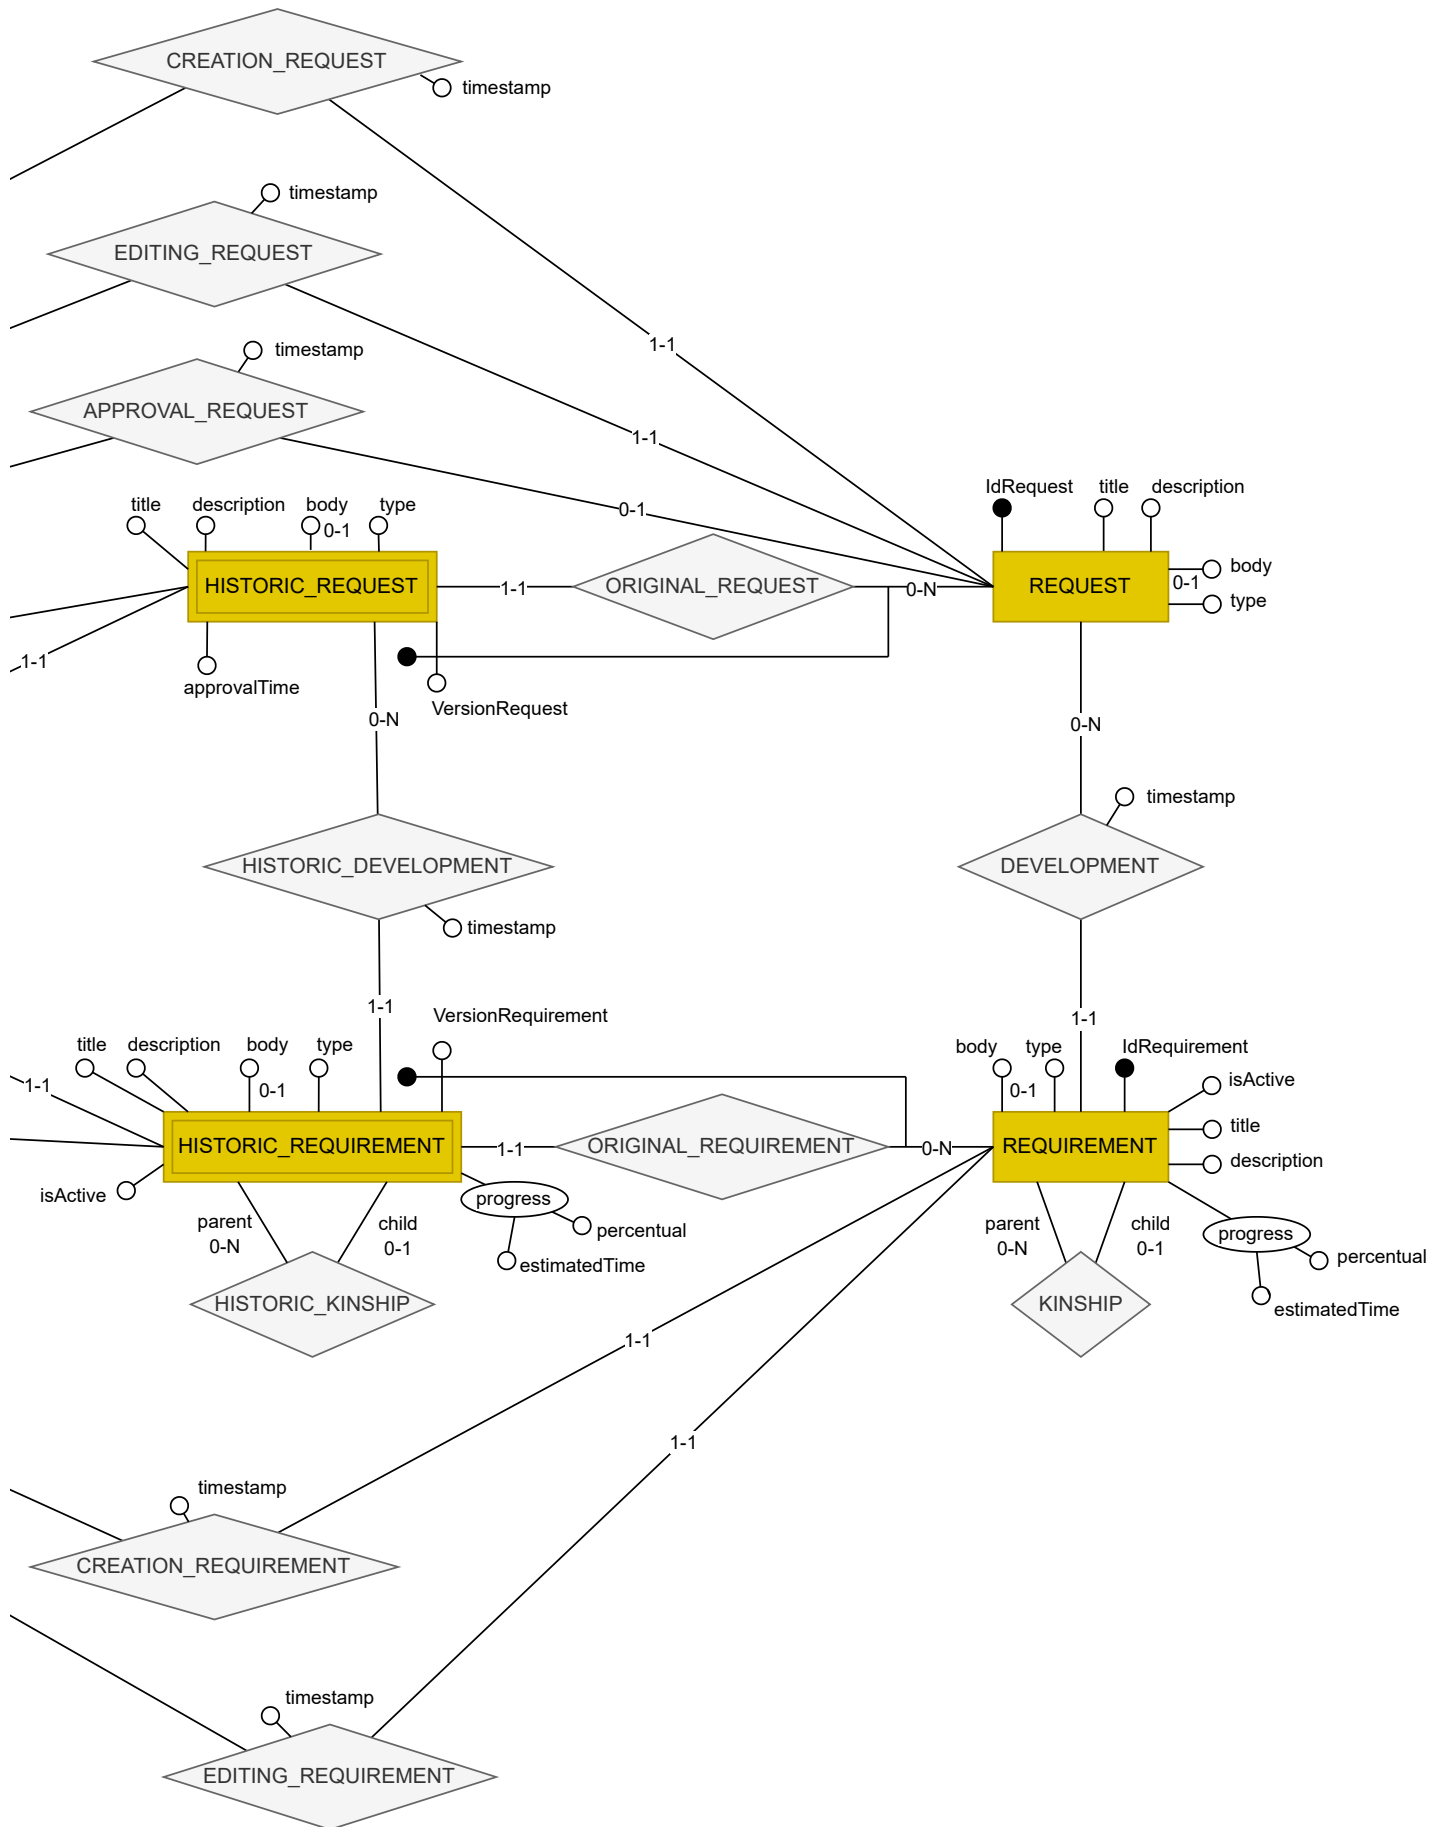 CREATION_REQUEST
timestamp
timestamp
EDITING_REQUEST
1-1
timestamp
APPROVAL_REQUEST
1-1
0-1
title
description
body
type
0-1
IdRequest
title
description
HISTORIC_REQUEST
1-1
ORIGINAL_REQUEST
0-N
REQUEST
body
0-1
type
1-1
approvalTime
VersionRequest
0-N
0-N
timestamp
HISTORIC_DEVELOPMENT
DEVELOPMENT
timestamp
1-1
VersionRequirement
1-1
title
description
body
type
0-1
1-1
body
type
0-1
IdRequirement
isActive
title
HISTORIC_REQUIREMENT
1-1
ORIGINAL_REQUIREMENT
0-N
REQUIREMENT
description
isActive
progress
percentual
estimatedTime
parent
0-N
child
0-1
parent
0-N
child
0-1
progress
percentual
estimatedTime
HISTORIC_KINSHIP
KINSHIP
1-1
1-1
timestamp
CREATION_REQUIREMENT
timestamp
EDITING_REQUIREMENT